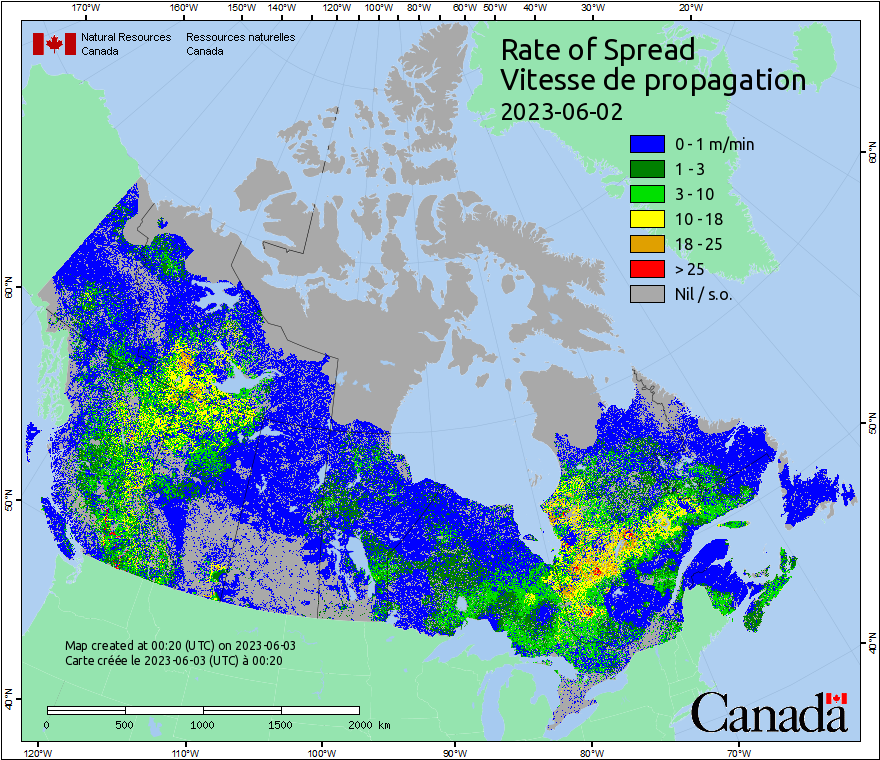 170°W 160°W 150°W 140°W 130°W 120°W 110°W 100°W 90°W 80°W 60°W 50°W 40°W 30°W 20°W
Natural Resources Canada
Ressources naturelles Canada
Rate of Spread
Vitesse de propagation
2023-06-02
0 - 1 m/min
1 - 3
3 - 10
10 - 18
18 - 25
> 25
Nil / s.o.
60°N
60°N
50°N
50°N
40°N
40°N
Map created at 00:20 (UTC) on 2023-06-03
Carte créée le 2023-06-03 (UTC) à 00:20
0 500 1000 1500 2000 km
Canada
120°W 110°W 100°W 90°W 80°W 70°W